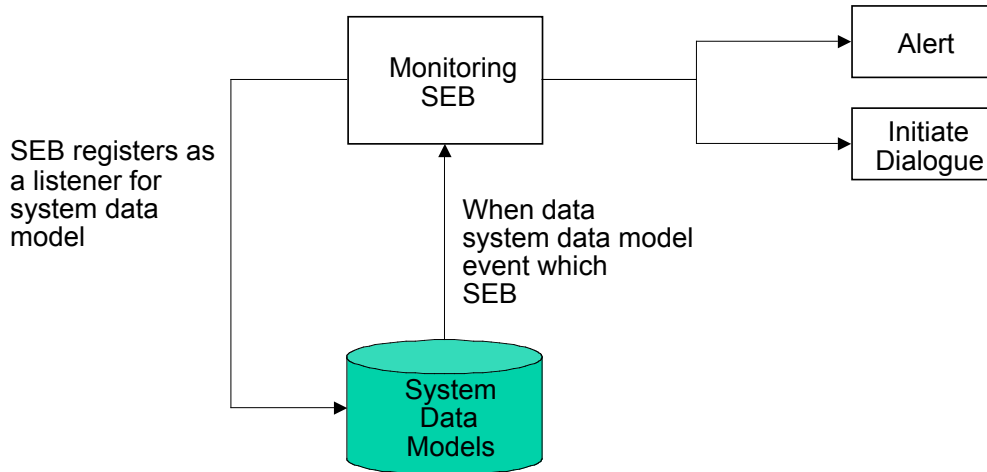 Monitoring
SEB
Alert
Initiate
Dialogue
SEB registers as
a listener for
system data
model
When data
system data model
event which
SEB
System
Data
Models